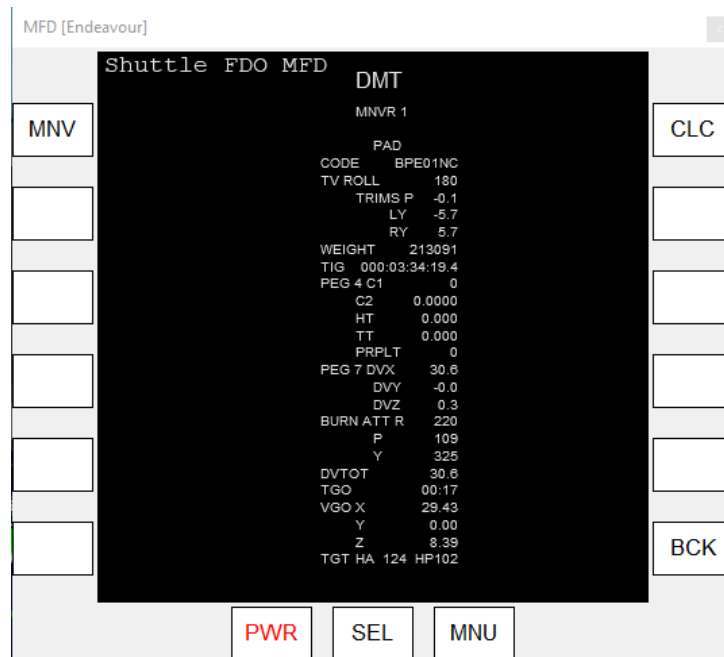 MFD [Endeavour]
x
Shuttle FDO MFD
DMT
MNVR 1
MNV
CLC
PAD
CODE BPE01NC
TV ROLL 180
TRIMS P -0.1
LY -5.7
RY 5.7
WEIGHT 213091
TIG 000:03:34:19.4
PEG 4 C1 0
C2 0.0000
HT 0.000
TT 0.000
PRPLT 0
PEG 7 DVX 30.6
DVY -0.0
DVZ 0.3
BURN ATT R 220
P 109
Y 325
DVTOT 30.6
TGO 00:17
VGO X 29.43
Y 0.00
Z 8.39
TGT HA 124 HP102
BCK
PWR SEL MNU